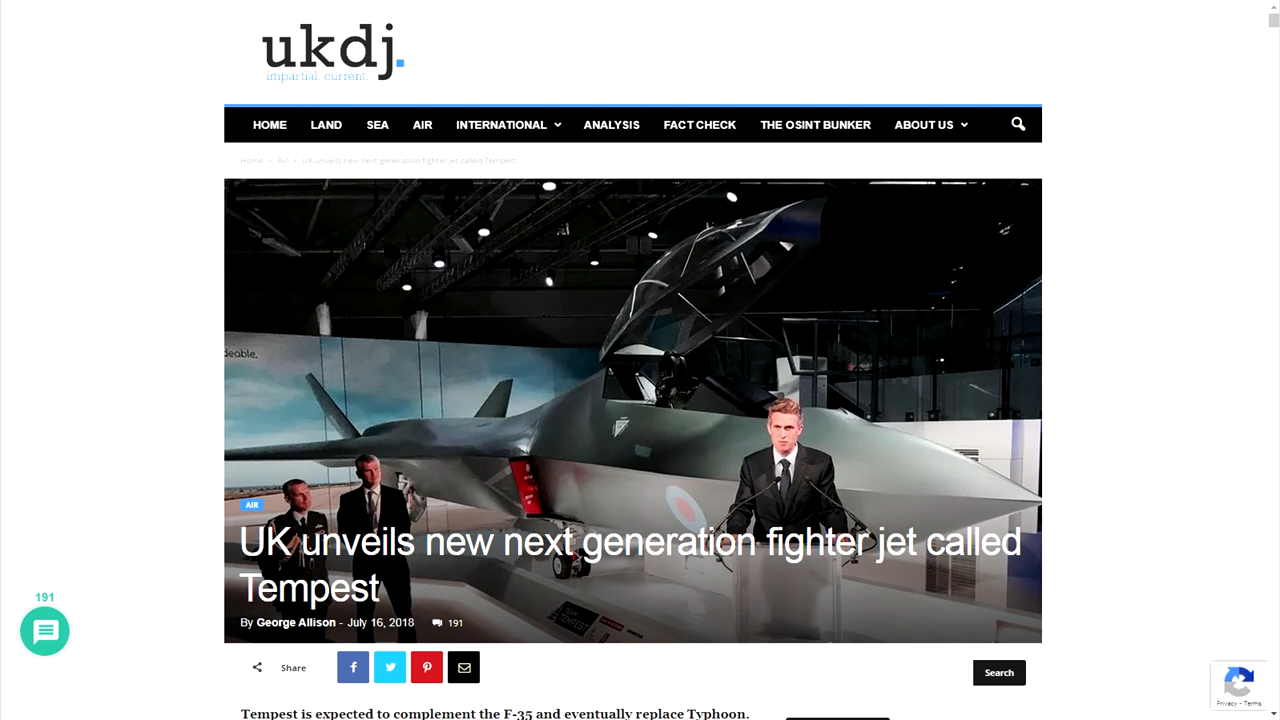 ukdj.
impartial. current.
HOME LAND SEA AIR INTERNATIONAL ANALYSIS FACT CHECK THE OSINT BUNKER ABOUT US
Home › Air › UK unveils new next generation fighter jet called Tempest
deable.
AIR
UK unveils new next generation fighter jet called
Tempest
By George Allison - July 16, 2018 191
TEAM
TEMPEST
191
Share
Search
Privacy - Terms
Tempest is expected to complement the F-35 and eventually replace Typhoon.